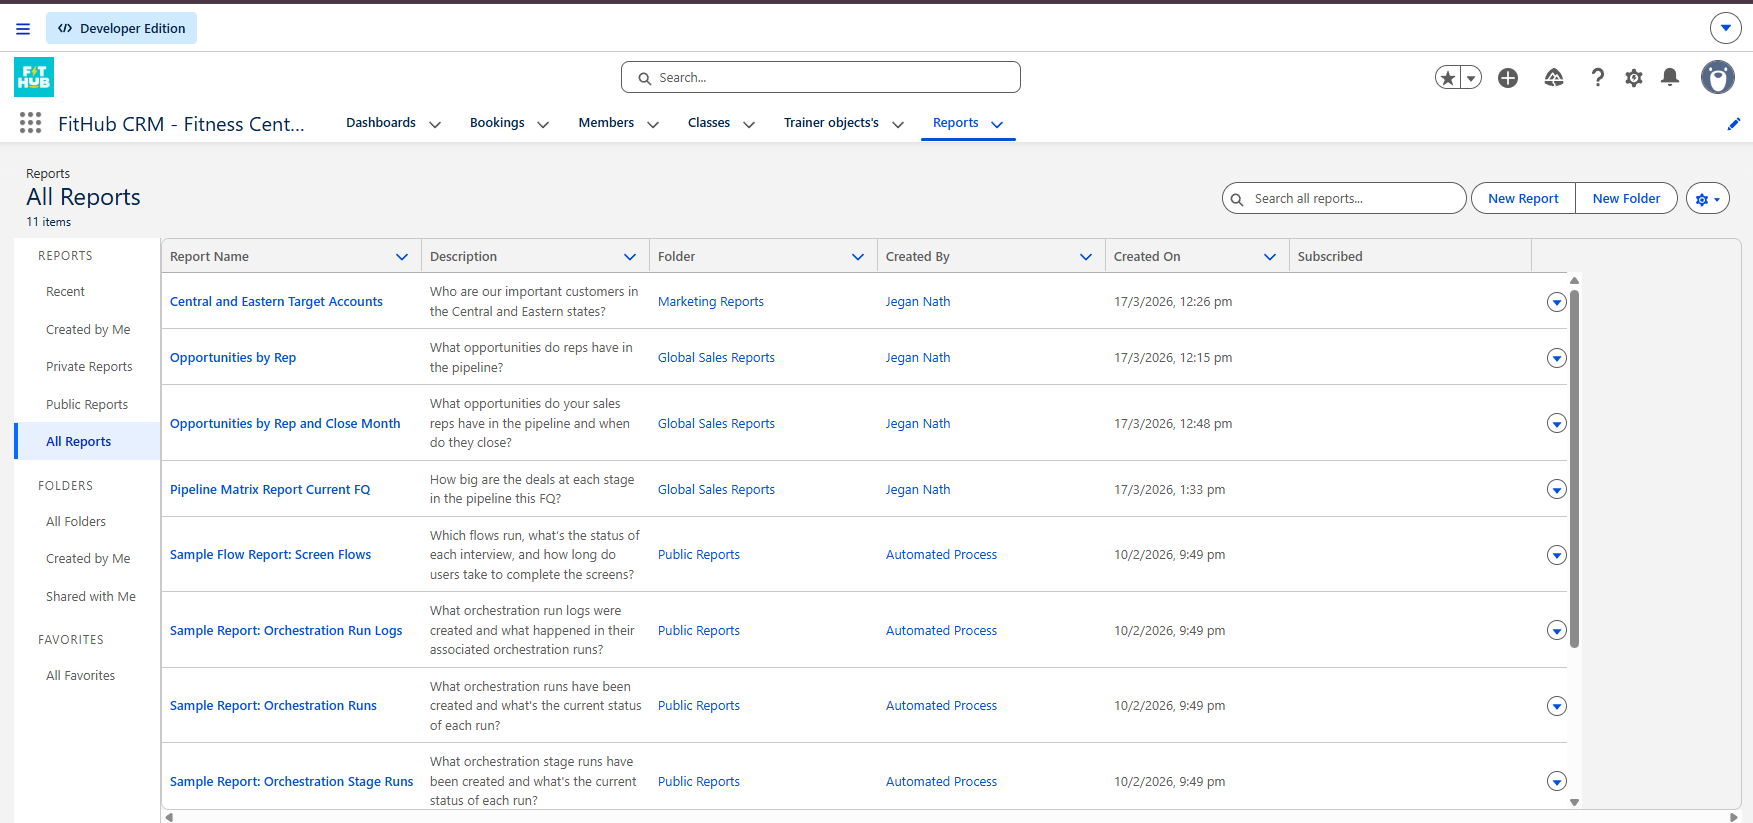 Developer Edition
FIT
HUB
Search...
FitHub CRM - Fitness Cent...
Dashboards
Bookings
Members
Classes
Trainer objects's
Reports
Reports
All Reports
11 items
Search all reports...
New Report
New Folder
REPORTS
Recent
Created by Me
Private Reports
Public Reports
All Reports
FOLDERS
All Folders
Created by Me
Shared with Me
FAVORITES
All Favorites
Report Name
Description
Folder
Created By
Created On
Subscribed
Central and Eastern Target Accounts
Who are our important customers in
the Central and Eastern states?
Marketing Reports
Jegan Nath
17/3/2026, 12:26 pm
Opportunities by Rep
What opportunities do reps have in
the pipeline?
Global Sales Reports
Jegan Nath
17/3/2026, 12:15 pm
Opportunities by Rep and Close Month
What opportunities do your sales
reps have in the pipeline and when
do they close?
Global Sales Reports
Jegan Nath
17/3/2026, 12:48 pm
Pipeline Matrix Report Current FQ
How big are the deals at each stage
in the pipeline this FQ?
Global Sales Reports
Jegan Nath
17/3/2026, 1:33 pm
Sample Flow Report: Screen Flows
Which flows run, what's the status of
each interview, and how long do
users take to complete the screens?
Public Reports
Automated Process
10/2/2026, 9:49 pm
Sample Report: Orchestration Run Logs
What orchestration run logs were
created and what happened in their
associated orchestration runs?
Public Reports
Automated Process
10/2/2026, 9:49 pm
Sample Report: Orchestration Runs
What orchestration runs have been
created and what's the current status
of each run?
Public Reports
Automated Process
10/2/2026, 9:49 pm
Sample Report: Orchestration Stage Runs
What orchestration stage runs have
been created and what's the current
status of each run?
Public Reports
Automated Process
10/2/2026, 9:49 pm